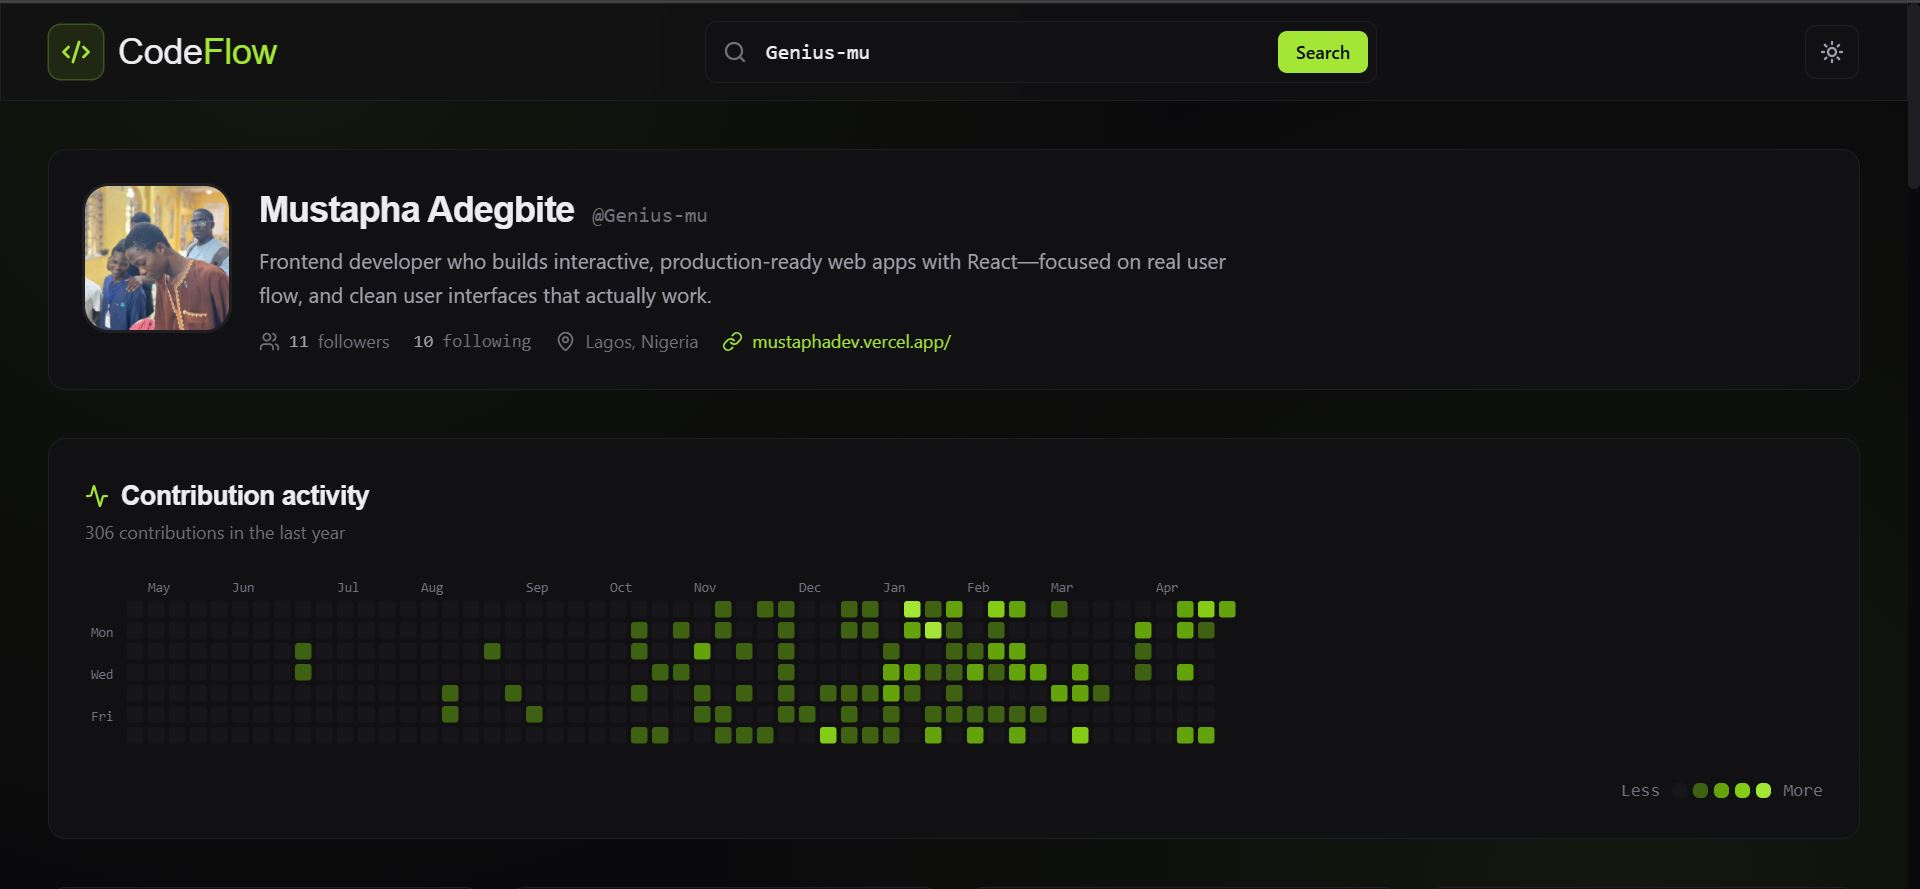 CodeFlow
Genius-mu
Search
Mustapha Adegbite @Genius-mu
Frontend developer who builds interactive, production-ready web apps with React—focused on real user
flow, and clean user interfaces that actually work.
11 followers 10 following Lagos, Nigeria mustaphadev.vercel.app/
Contribution activity
306 contributions in the last year
May Jun Jul Aug Sep Oct Nov Dec Jan Feb Mar Apr
Mon
Wed
Fri
Less More